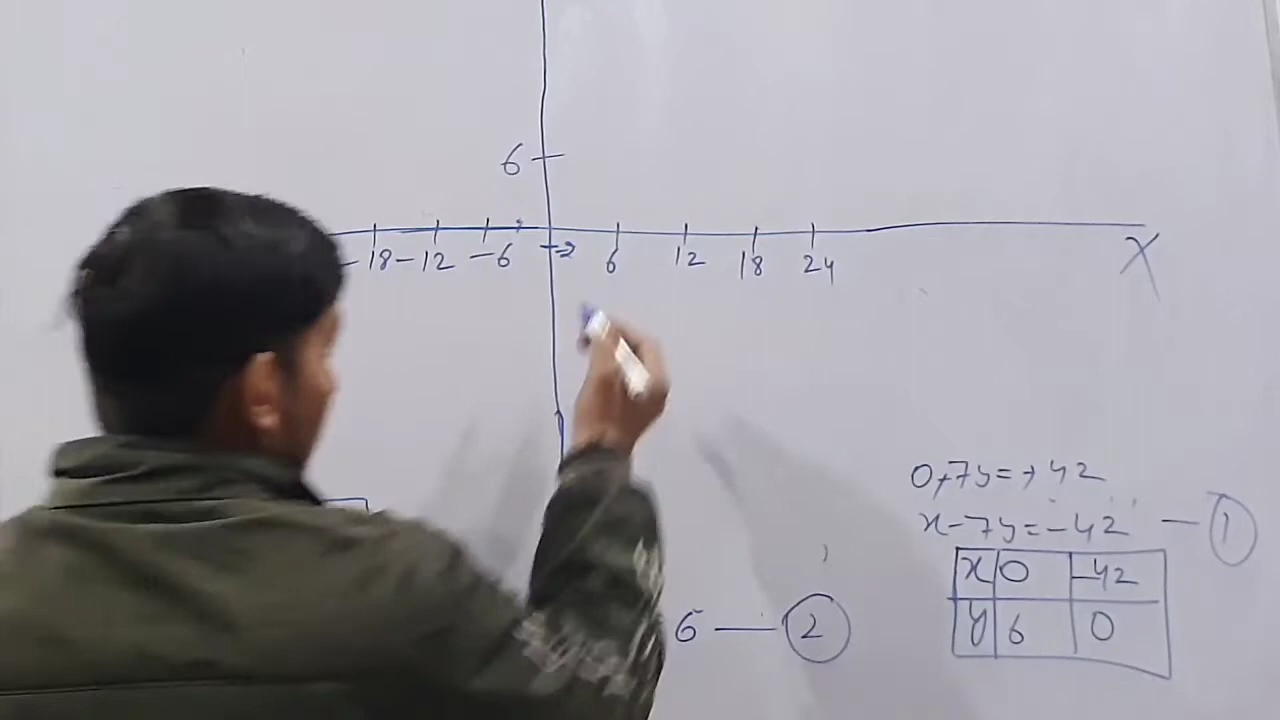 6
-18 -12 -6 -2 6 12 18 24
X
0,-7y=+42
x-7y=-42 — 1
x 0 -42
y 6 0
6 — 2